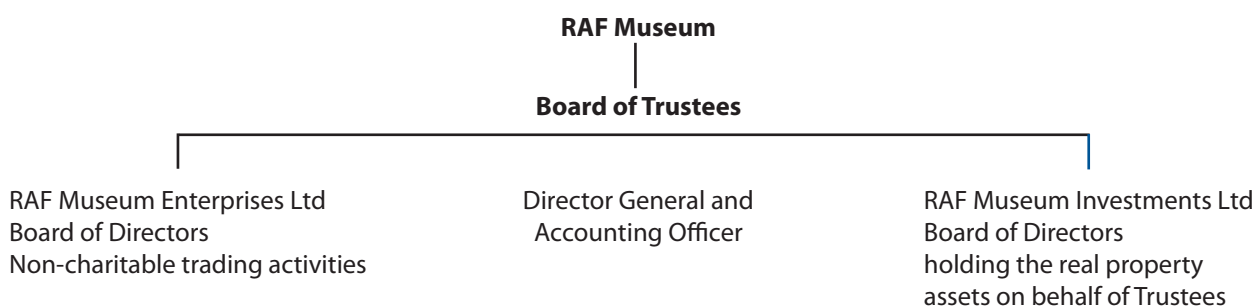 RAF Museum
Board of Trustees
RAF Museum Enterprises Ltd
Board of Directors
Non-charitable trading activities
Director General and
Accounting Officer
RAF Museum Investments Ltd
Board of Directors
holding the real property
assets on behalf of Trustees